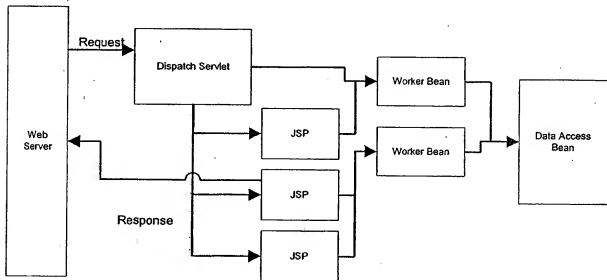 Request
Dispatch Servlet
Worker Bean
JSP
Web
Server
Worker Bean
Data Access
Bean
JSP
Response
JSP